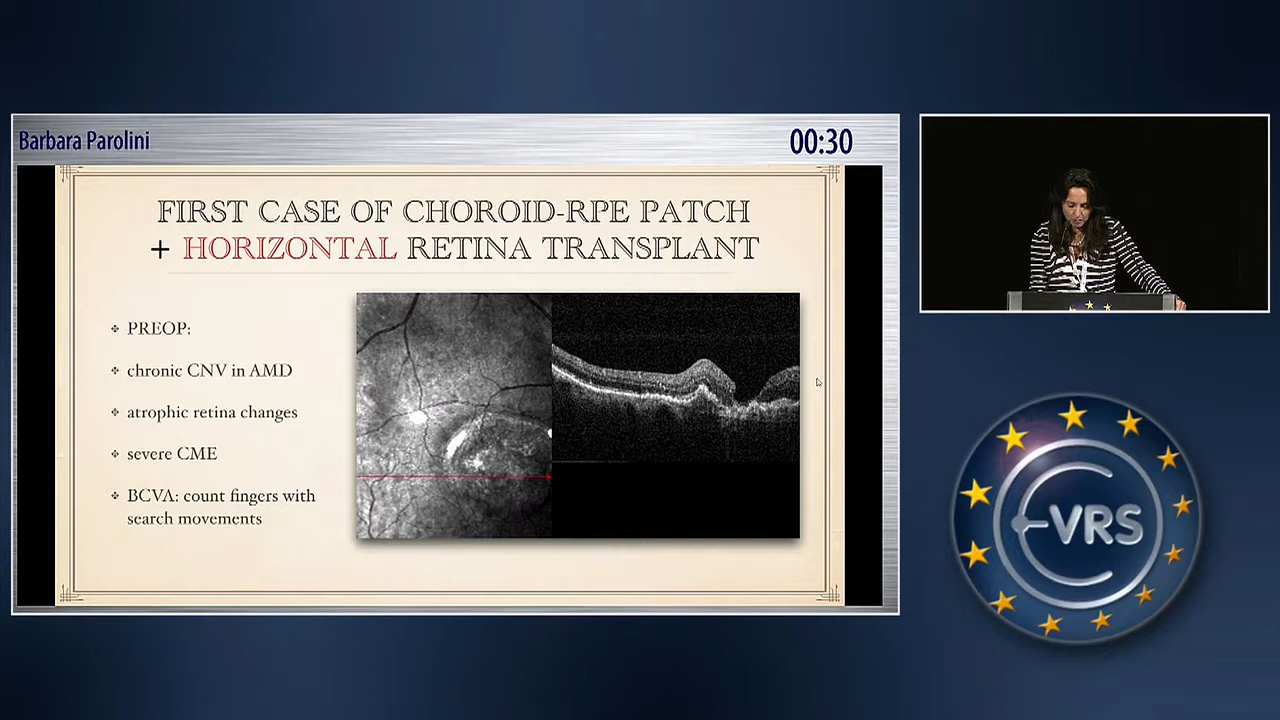 Barbara Parolini
00:30
FIRST CASE OF CHOROID-RPE PATCH
+ HORIZONTAL RETINA TRANSPLANT
PREOP:
chronic CNV in AMD
atrophic retina changes
severe CME
BCVA: count fingers with
search movements
VRS